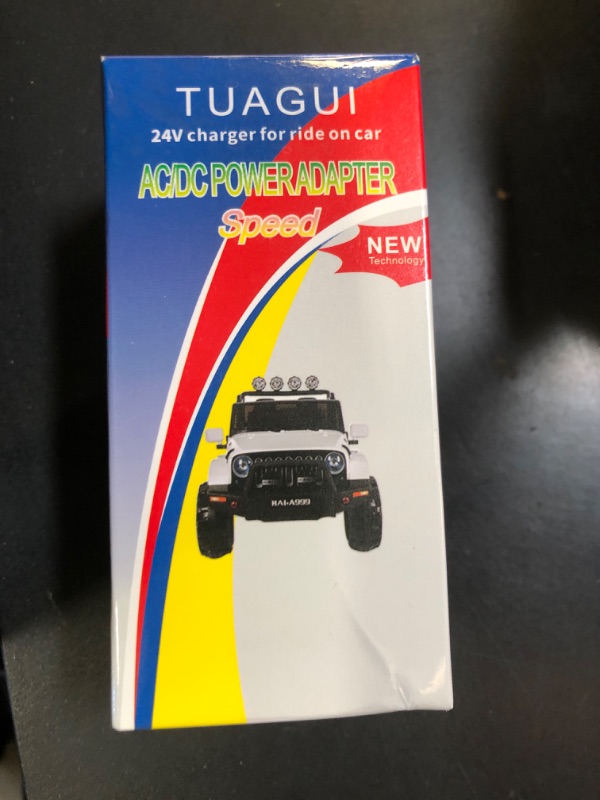 TUAGUI
24V charger for ride on car
AC/DC POWER ADAPTER
Speed
NEW
Technology
RAI-A999